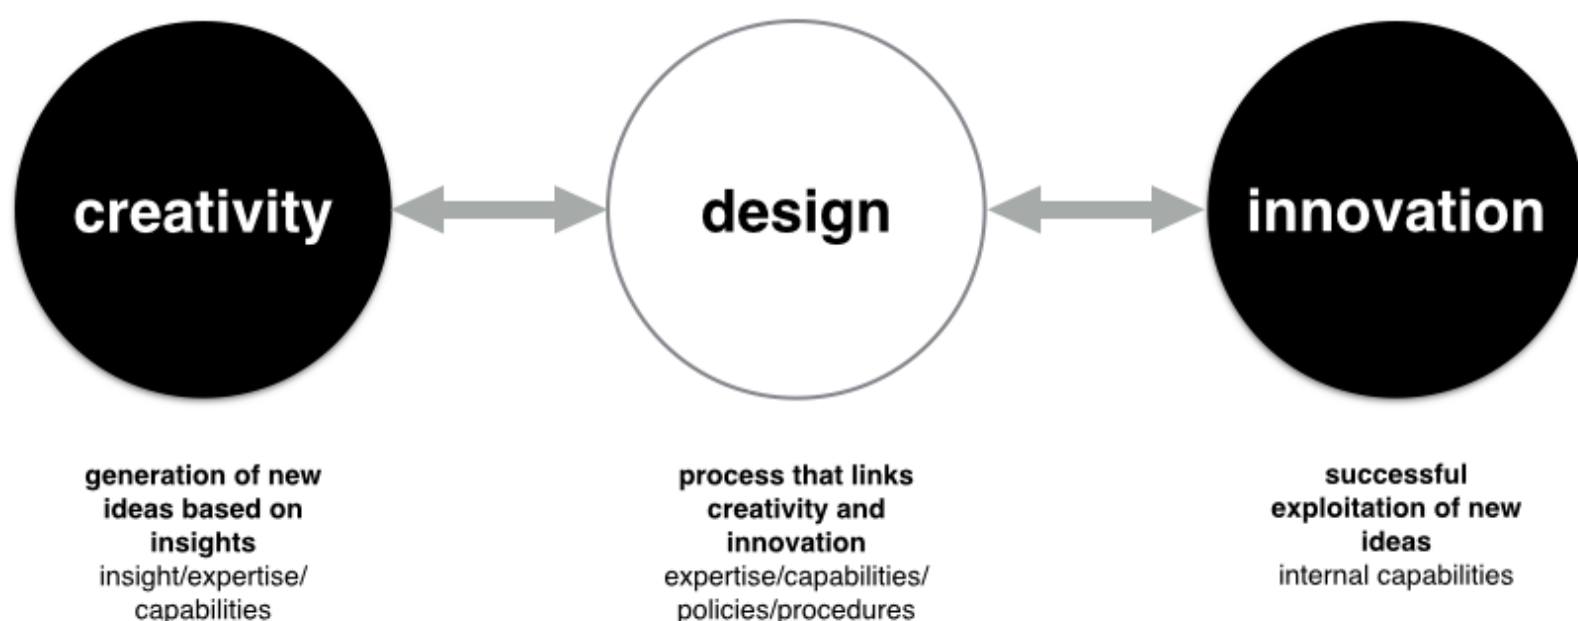 creativity
design
innovation
generation of new
ideas based on
insights
insight/expertise/
capabilities
process that links
creativity and
innovation
expertise/capabilities/
policies/procedures
successful
exploitation of new
ideas
internal capabilities